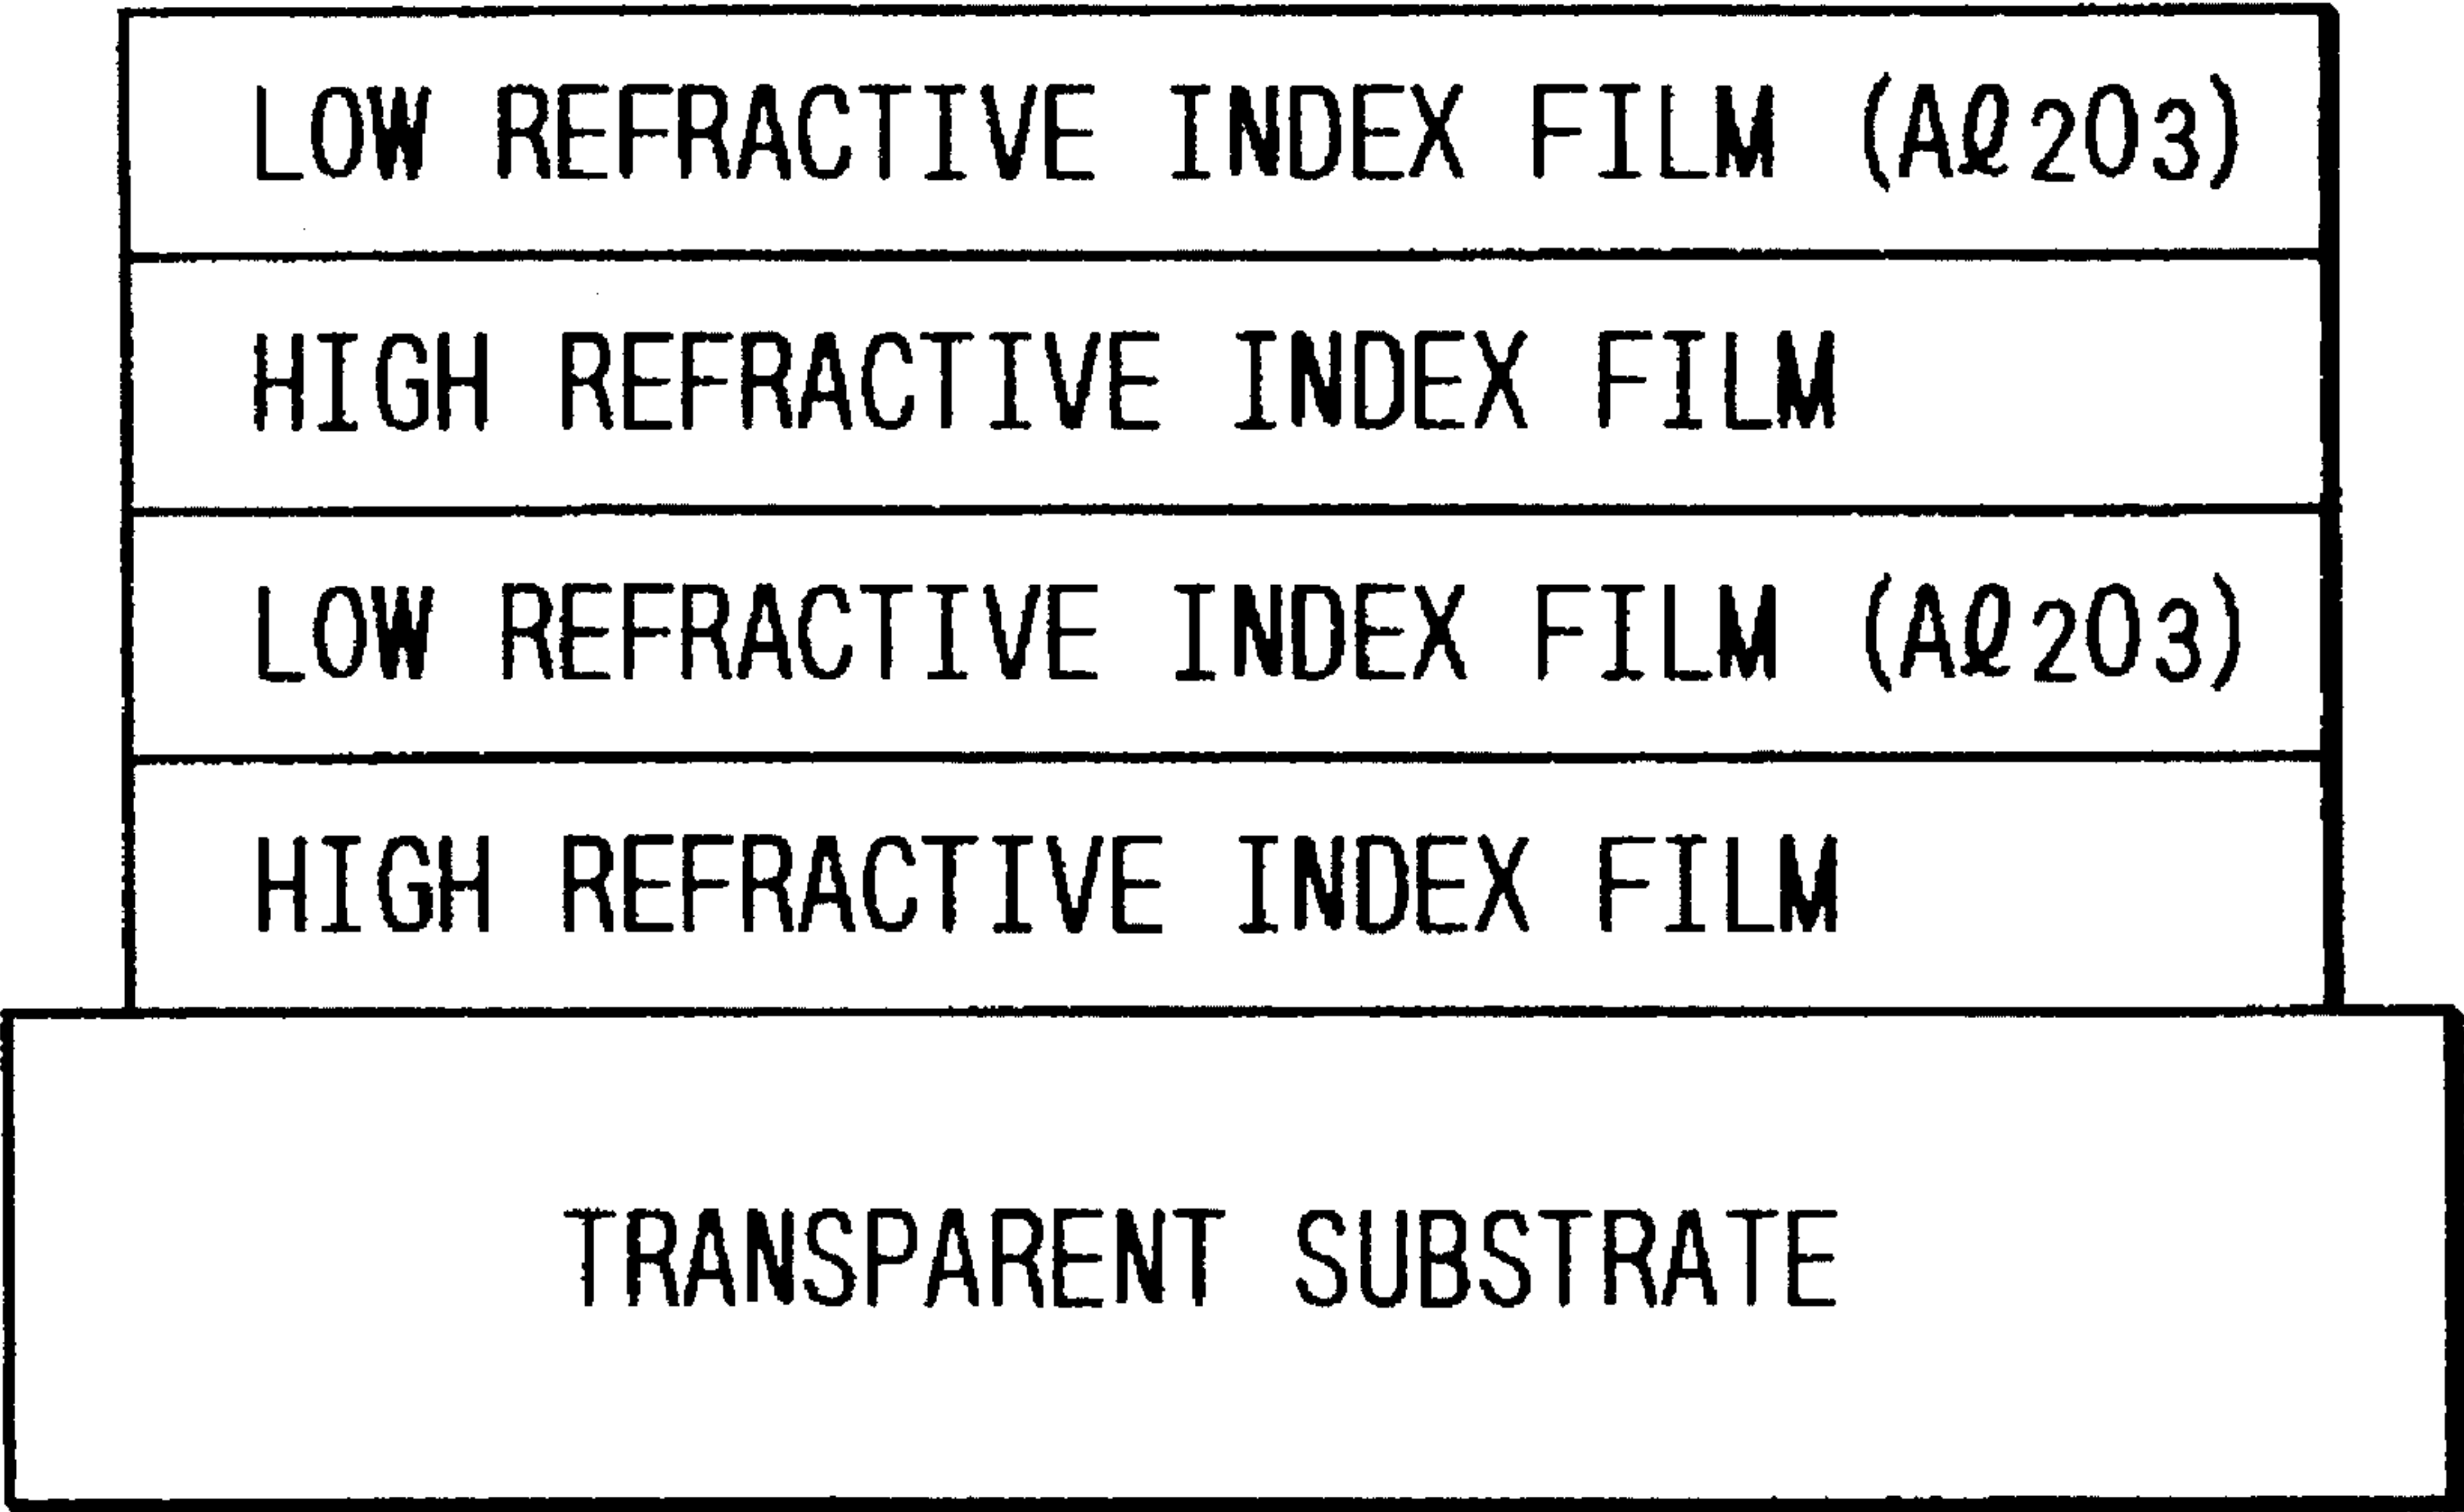 LOW REFRACTIVE INDEX FILM (Aℓ2O3)
HIGH REFRACTIVE INDEX FILM
LOW REFRACTIVE INDEX FILM (Aℓ2O3)
HIGH REFRACTIVE INDEX FILM
TRANSPARENT SUBSTRATE